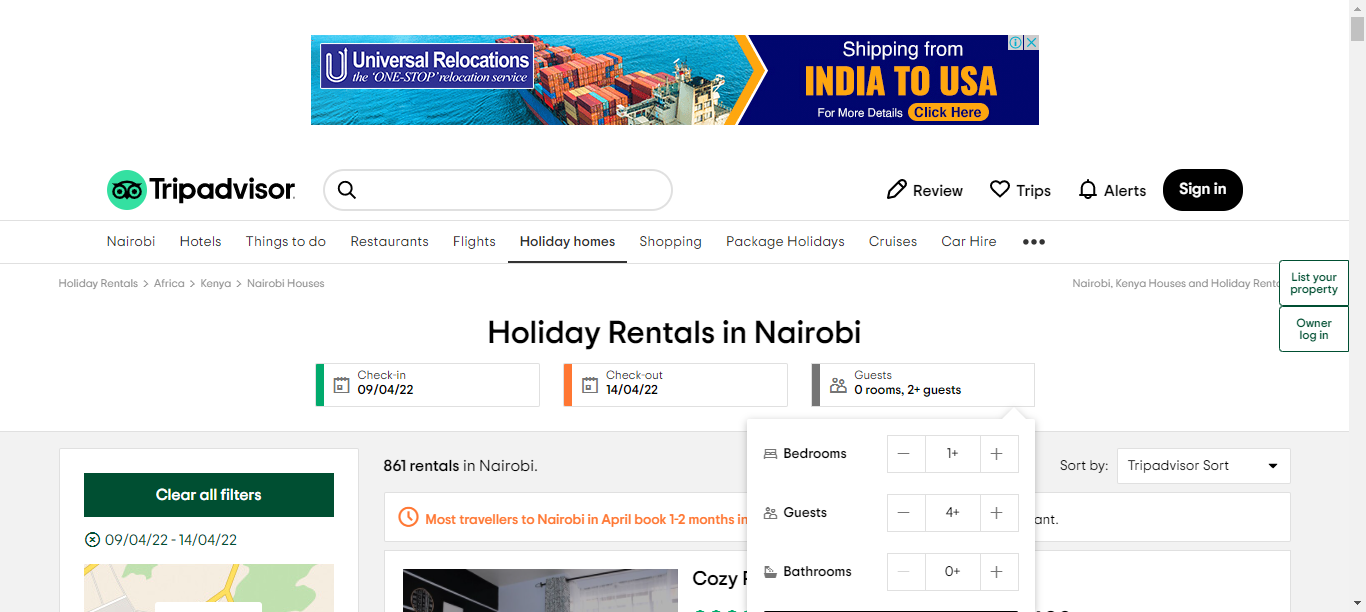 Universal Relocations
the 'ONE-STOP' relocation service
Shipping from
INDIA TO USA
For More Details Click Here
Tripadvisor
Review
Trips
Alerts
Sign in
Nairobi
Hotels
Things to do
Restaurants
Flights
Holiday homes
Shopping
Package Holidays
Cruises
Car Hire
Holiday Rentals > Africa > Kenya > Nairobi Houses
Nairobi, Kenya Houses and Holiday
List your
property
Owner
log in
Holiday Rentals in Nairobi
Check-in
09/04/22
Check-out
14/04/22
Guests
0 rooms, 2+ guests
Bedrooms
1+
Guests
4+
Bathrooms
0+
Clear all filters
09/04/22 - 14/04/22
861 rentals in Nairobi.
Sort by:
Tripadvisor Sort
Most travellers to Nairobi in April book 1-2 months in
Cozy